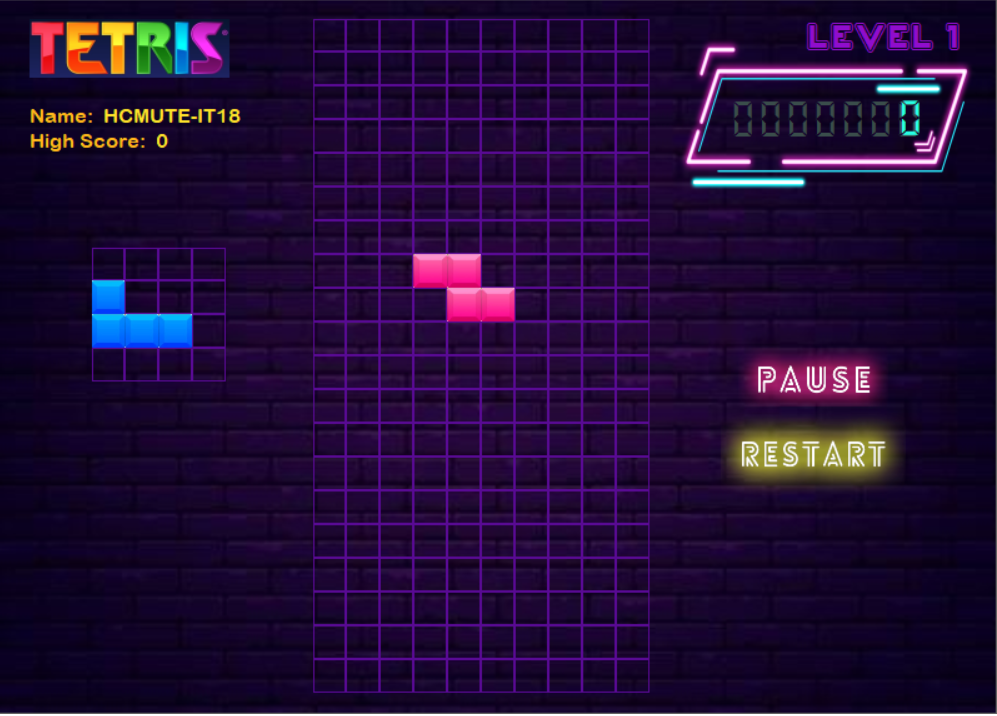 TETRIS
Name: HCMUTE-IT18
High Score: 0
LEVEL 1
0000000
PAUSE
RESTART